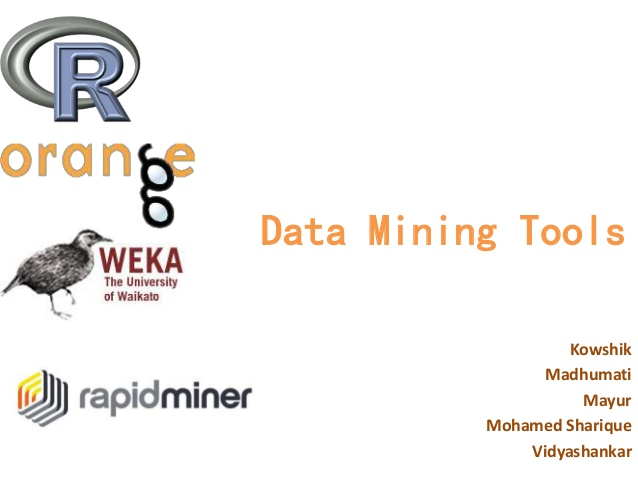 R
orange
WEKA
The University
of Waikato
rapidminer
Data Mining Tools
Kowshik
Madhumati
Mayur
Mohamed Sharique
Vidyashankar